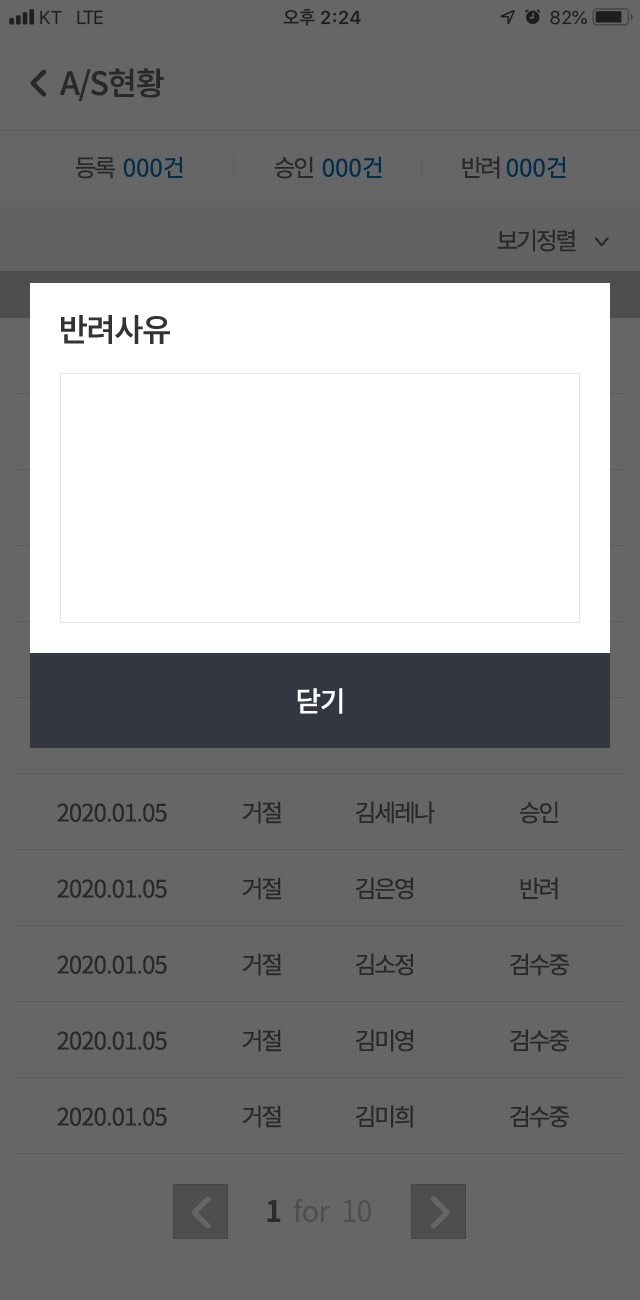 KT LTE 오후 2:24 82%
A/S현황
등록 000건 승인 000건 반려 000건
보기정렬
반려사유
닫기
2020.01.05 거절 김세레나 승인
2020.01.05 거절 김은영 반려
2020.01.05 거절 김소정 검수중
2020.01.05 거절 김미영 검수중
2020.01.05 거절 김미희 검수중
1 for 10